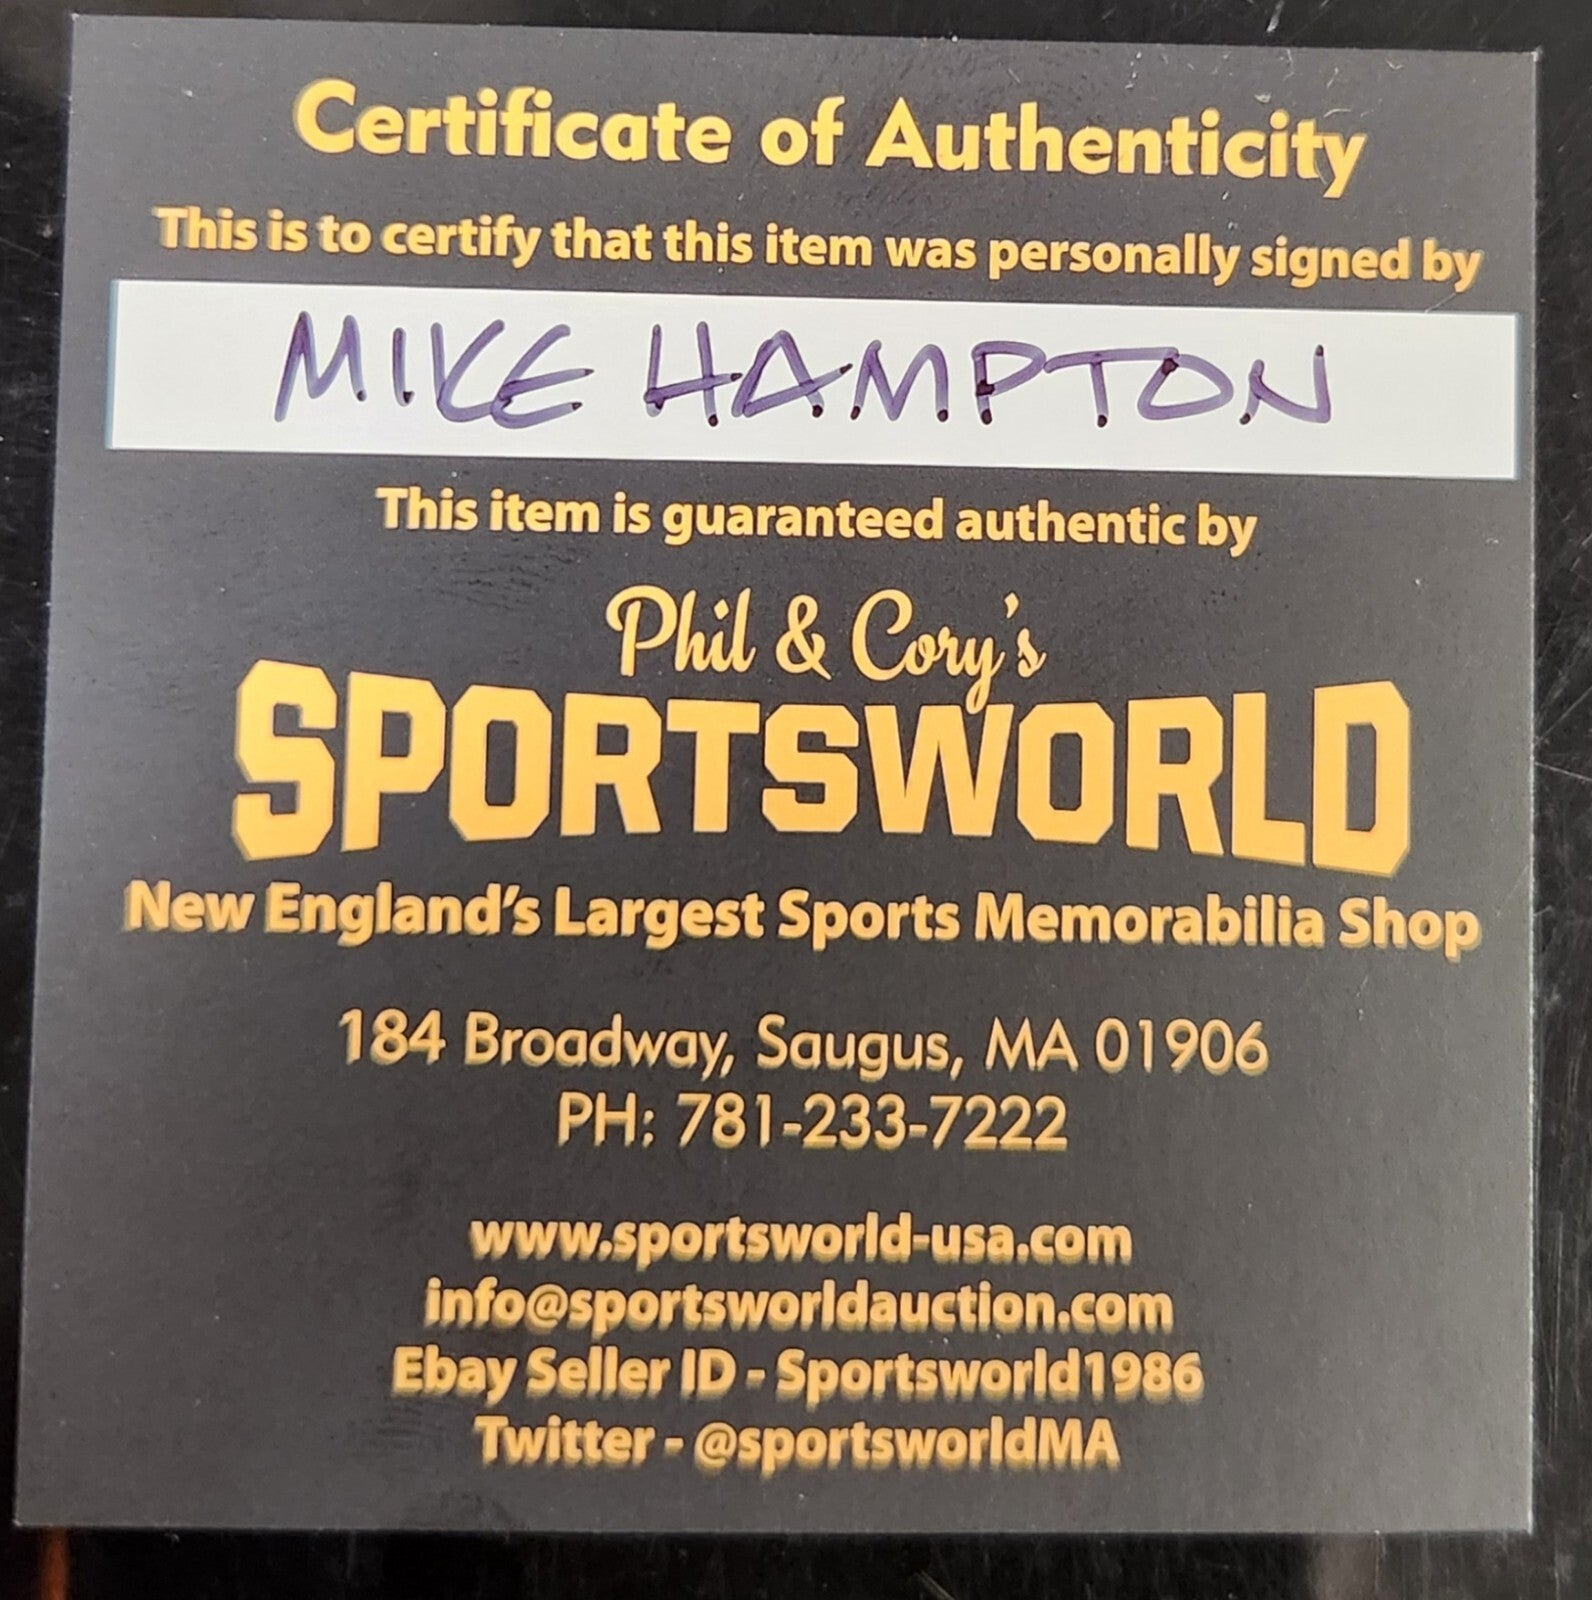 Certificate of Authenticity
This is to certify that this item was personally signed by
MIKE HAMPTON
This item is guaranteed authentic by
Phil & Cory's
SPORTSWORLD
New England's Largest Sports Memorabilia Shop
184 Broadway, Saugus, MA 01906
PH: 781-233-7222
www.sportsworld-usa.com
info@sportsworldauction.com
Ebay Seller ID - Sportsworld1986
Twitter - @sportsworldMA